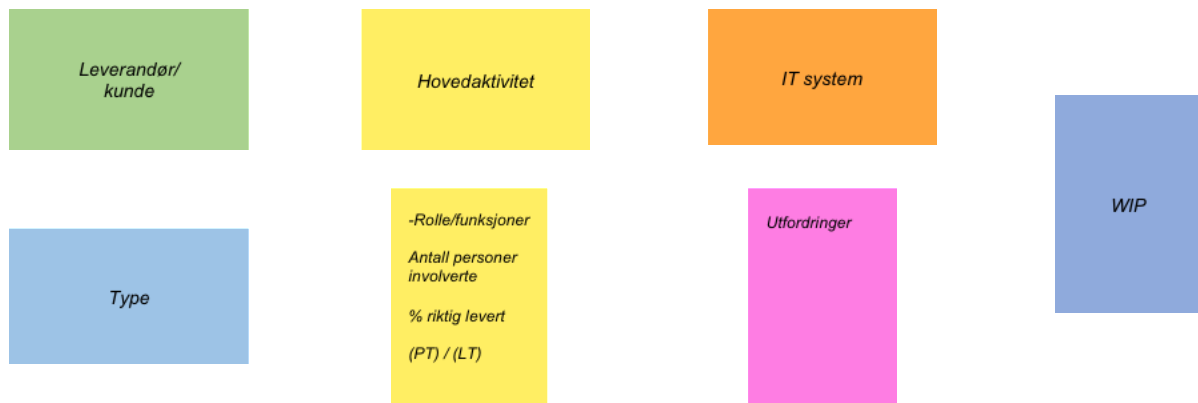 Leverandør/
kunde
Hovedaktivitet
IT system
WIP
Type
-Rolle/funksjoner
Antall personer
involverte
% riktig levert
(PT) / (LT)
Utfordringer